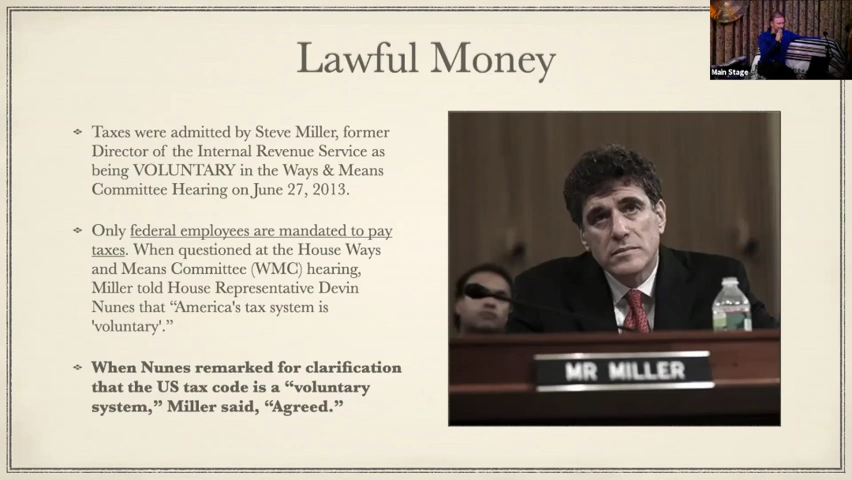 Main Stage
Lawful Money
Taxes were admitted by Steve Miller, former
Director of the Internal Revenue Service as
being VOLUNTARY in the Ways & Means
Committee Hearing on June 27, 2013.
Only federal employees are mandated to pay
taxes. When questioned at the House Ways
and Means Committee (WMC) hearing,
Miller told House Representative Devin
Nunes that “America's tax system is
'voluntary'.”
When Nunes remarked for clarification
that the US tax code is a “voluntary
system,” Miller said, “Agreed.”
MR MILLER